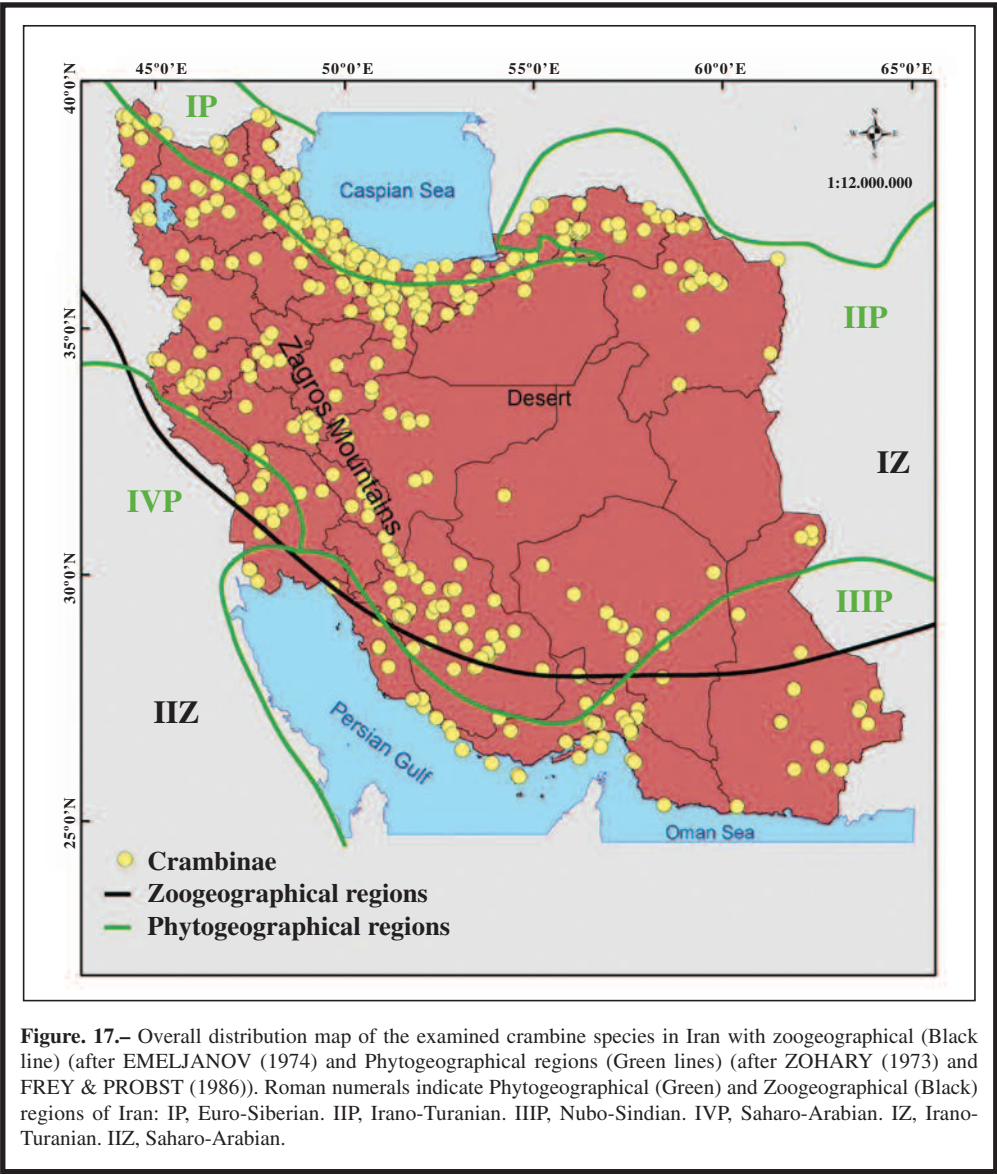 45°0’E 50°0’E 55°0’E 60°0’E 65°0’E
40°0’N
IP
Caspian Sea
N
W E
S
1:12.000.000
35°0’N
IIP
Zagros Mountains
Desert
IZ
IVP
30°0’N
IIIP
IIZ
Persian Gulf
25°0’N
Oman Sea
Crambinae
Zoogeographical regions
Phytogeographical regions
Figure. 17.– Overall distribution map of the examined crambine species in Iran with zoogeographical (Black
line) (after EMELJANOV (1974) and Phytogeographical regions (Green lines) (after ZOHARY (1973) and
FREY & PROBST (1986)). Roman numerals indicate Phytogeographical (Green) and Zoogeographical (Black)
regions of Iran: IP, Euro-Siberian. IIP, Irano-Turanian. IIIP, Nubo-Sindian. IVP, Saharo-Arabian. IZ, Irano-
Turanian. IIZ, Saharo-Arabian.